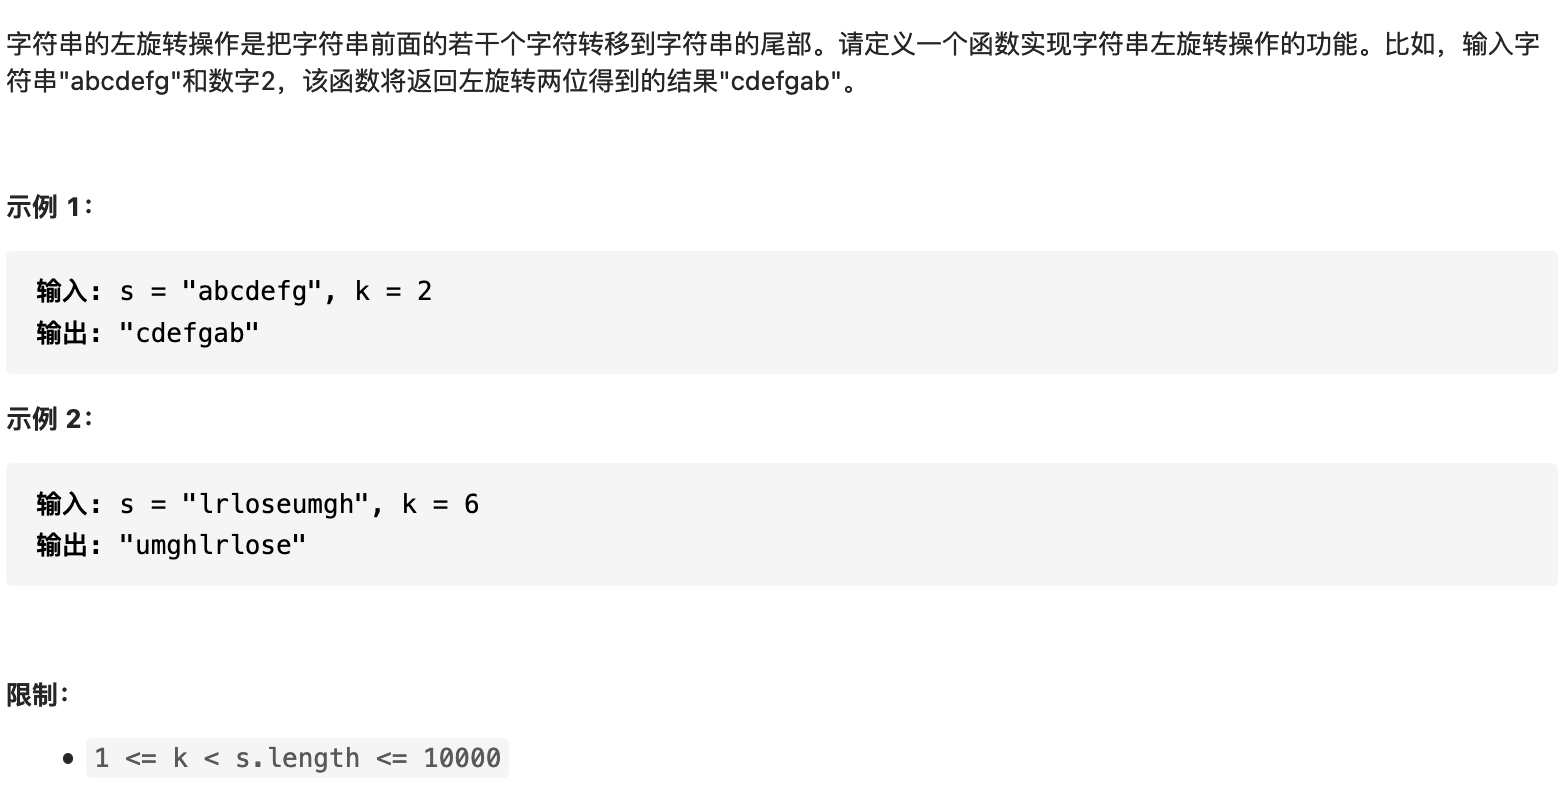 字符串的左旋转操作是把字符串前面的若干个字符转移到字符串的尾部。请定义一个函数实现字符串左旋转操作的功能。比如，输入字
符串"abcdefg"和数字2，该函数将返回左旋转两位得到的结果"cdefgab"。
示例 1：
输入: s = "abcdefg", k = 2
输出: "cdefgab"
示例 2：
输入: s = "lrloseumgh", k = 6
输出: "umghlrlose"
限制：
• 1 <= k < s.length <= 10000